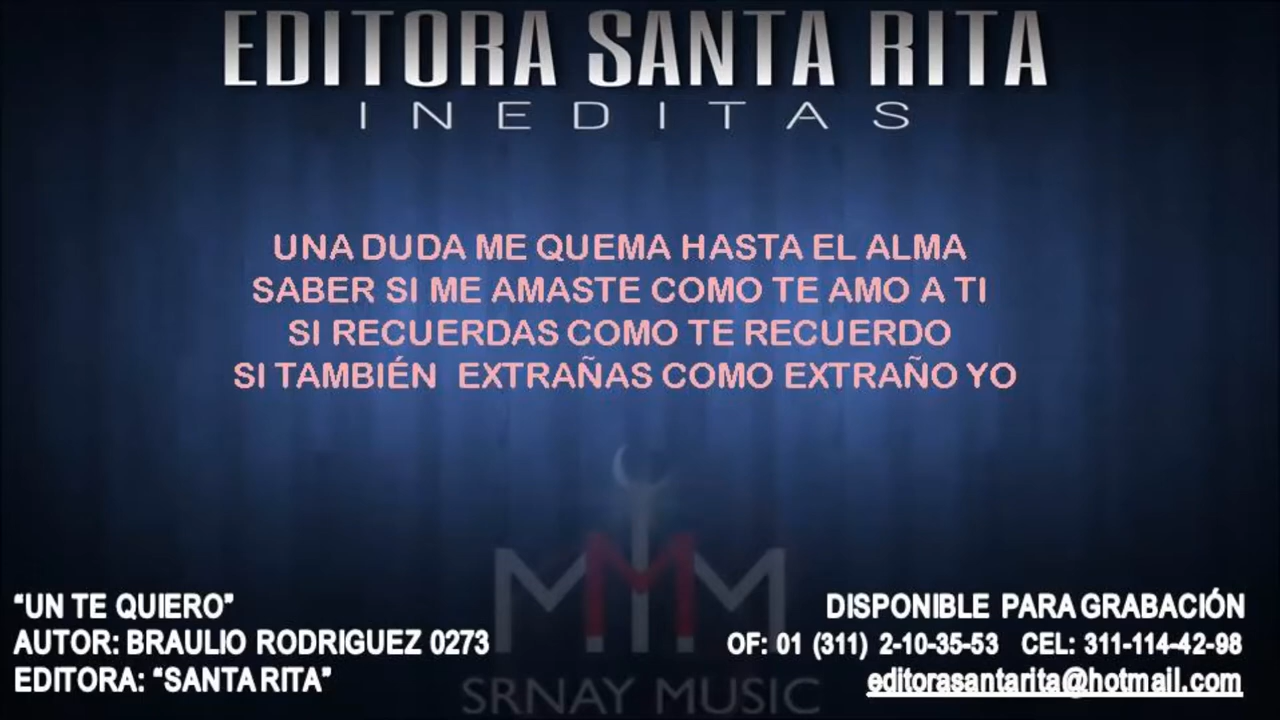 EDITORA SANTA RITA
INEDITAS
UNA DUDA ME QUEMA HASTA EL ALMA
SABER SI ME AMASTE COMO TE AMO A TI
SI RECUERDAS COMO TE RECUERDO
SI TAMBIÉN EXTRAÑAS COMO EXTRAÑO YO
“UN TE QUIERO”
AUTOR: BRAULIO RODRIGUEZ 0273
EDITORA: “SANTA RITA”
DISPONIBLE PARA GRABACIÓN
OF: 01 (311) 2-10-35-53 CEL: 311-114-42-98
editorasantarita@hotmail.com
MMM
SRNAY MUSIC